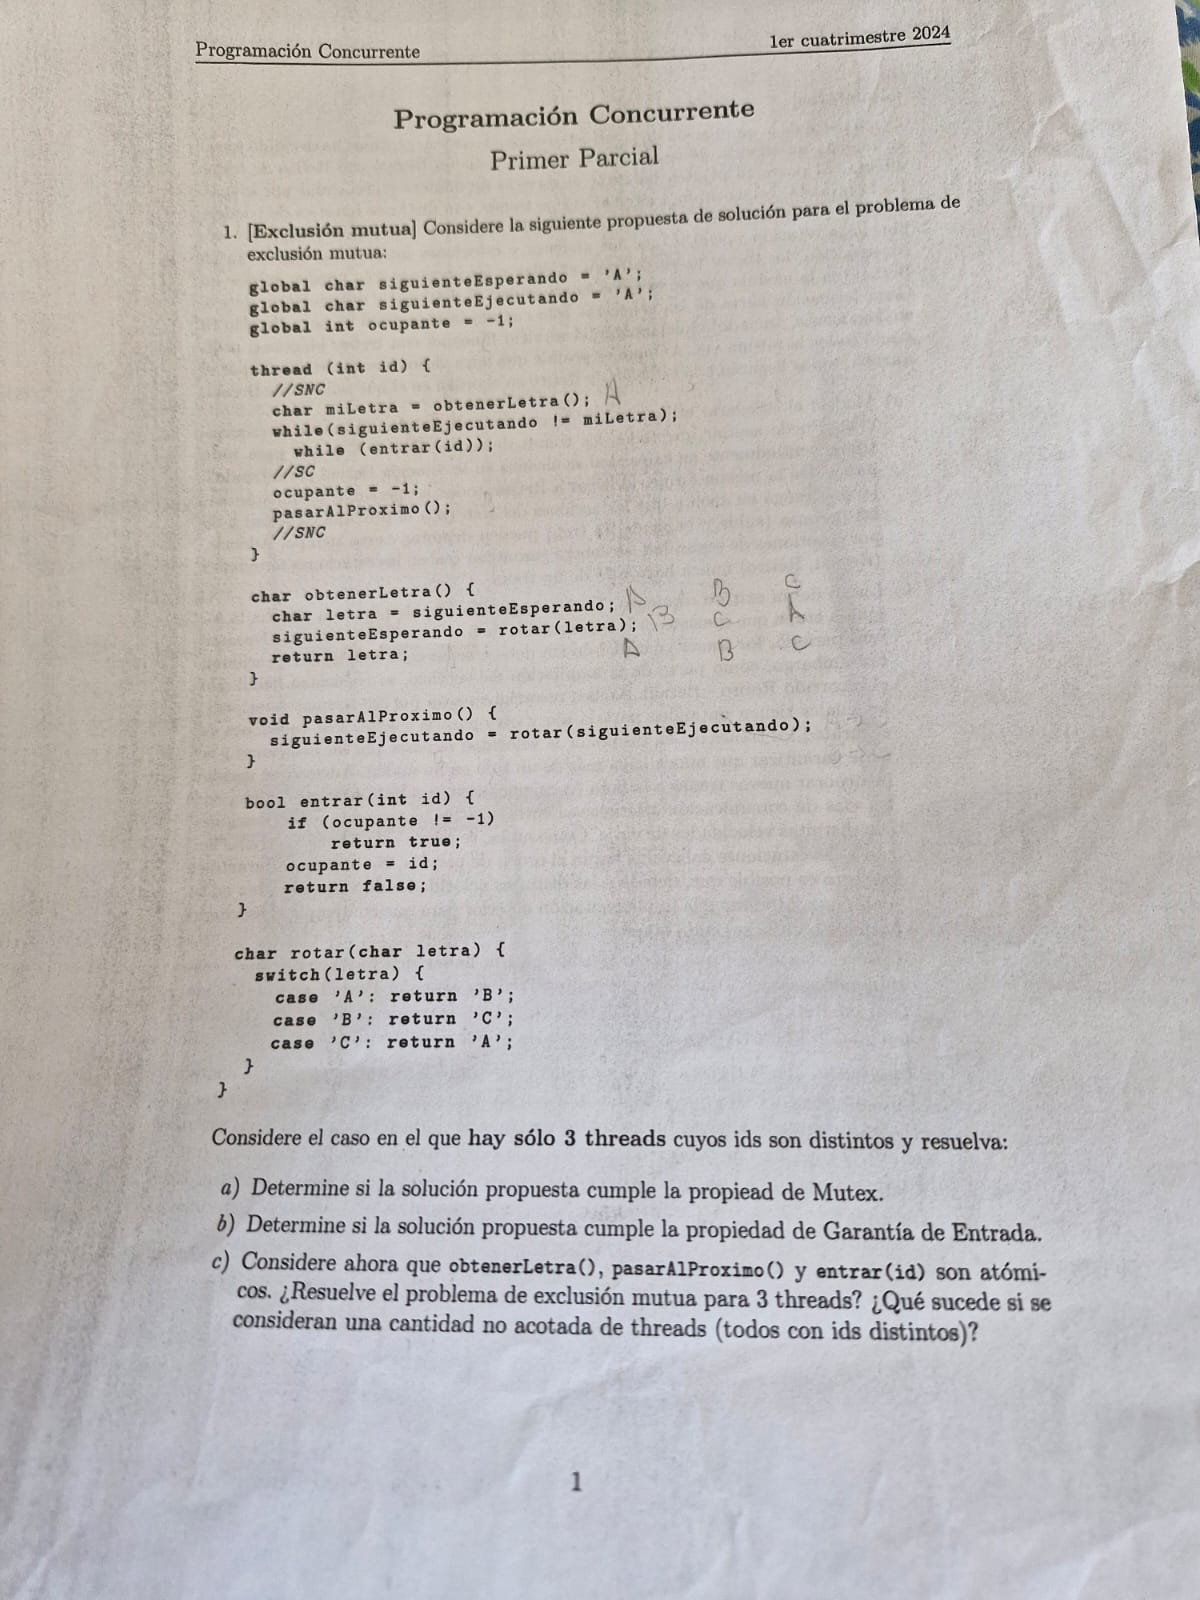 Programación Concurrente
1er cuatrimestre 2024
Programación Concurrente
Primer Parcial
1. [Exclusión mutua] Considere la siguiente propuesta de solución para el problema de
exclusión mutua:
global char siguienteEsperando = 'A';
global char siguienteEjecutando = 'A';
global int ocupante = -1;
thread (int id) {
//SNC
char miLetra = obtenerLetra(); A
while(siguienteEjecutando != miLetra);
while (entrar(id));
//SC
ocupante = -1;
pasarAlProximo();
//SNC
}
char obtenerLetra() {
char letra = siguienteEsperando; A B C
siguienteEsperando = rotar(letra); B C A
return letra; A B C
}
void pasarAlProximo() {
siguienteEjecutando = rotar(siguienteEjecutando);
}
bool entrar(int id) {
if (ocupante != -1)
return true;
ocupante = id;
return false;
}
char rotar(char letra) {
switch(letra) {
case 'A': return 'B';
case 'B': return 'C';
case 'C': return 'A';
}
}
Considere el caso en el que hay sólo 3 threads cuyos ids son distintos y resuelva:
a) Determine si la solución propuesta cumple la propiead de Mutex.
b) Determine si la solución propuesta cumple la propiedad de Garantía de Entrada.
c) Considere ahora que obtenerLetra(), pasarAlProximo() y entrar(id) son atómi-
cos. ¿Resuelve el problema de exclusión mutua para 3 threads? ¿Qué sucede si se
consideran una cantidad no acotada de threads (todos con ids distintos)?
1